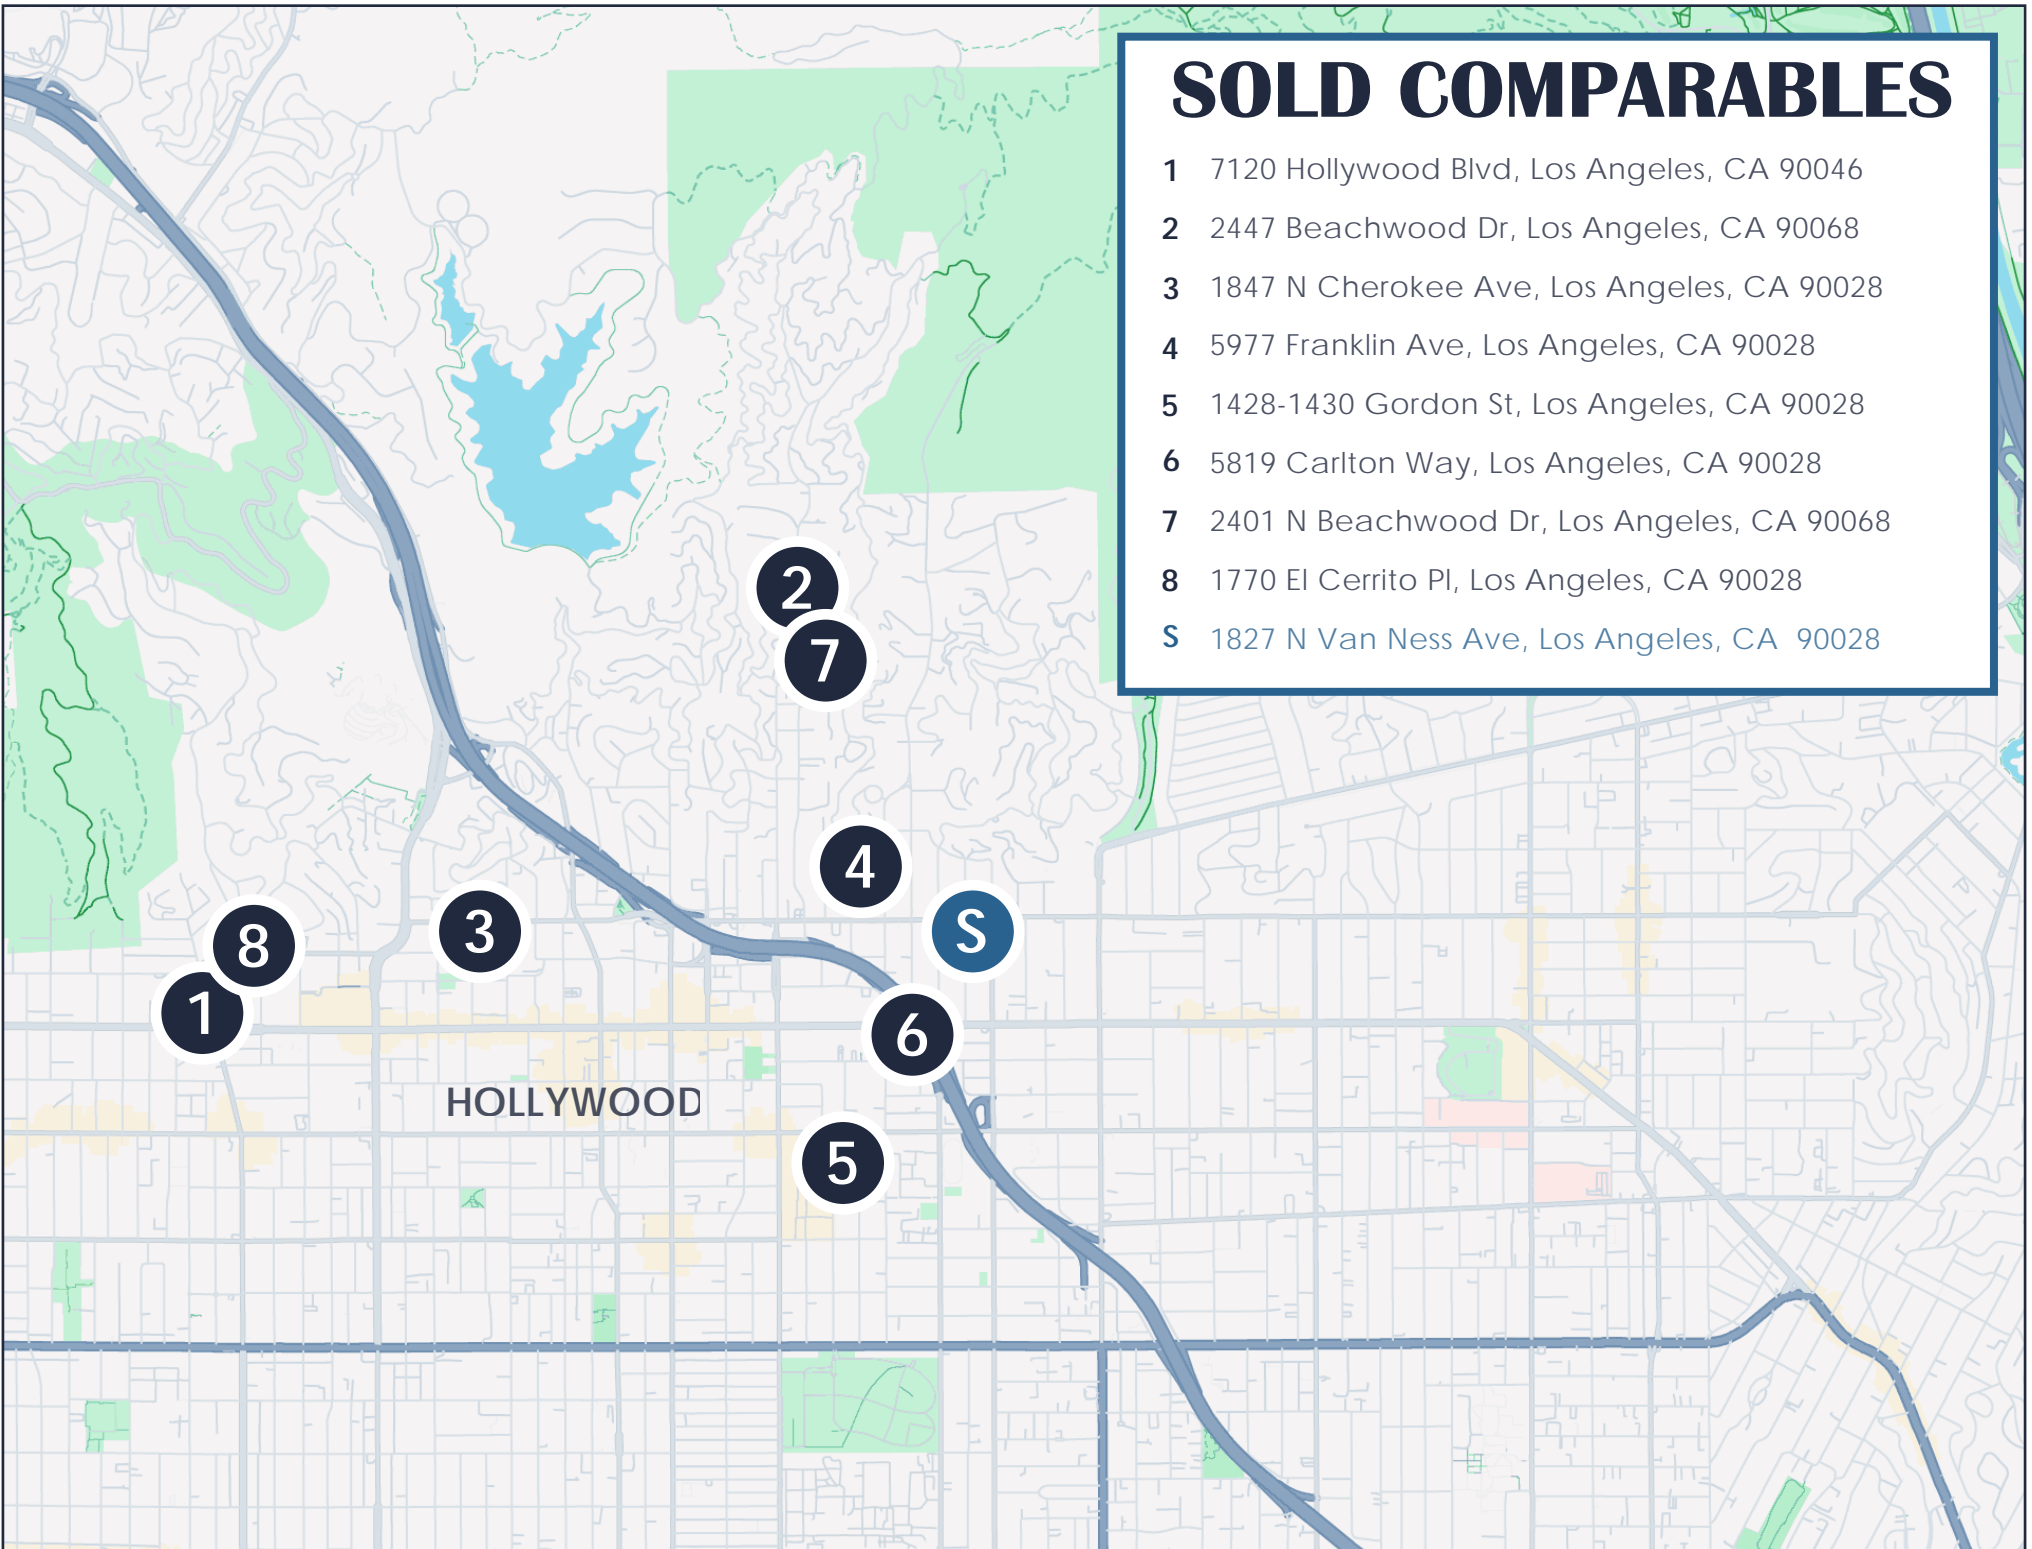 SOLD COMPARABLES
1 7120 Hollywood Blvd, Los Angeles, CA 90046
2 2447 Beachwood Dr, Los Angeles, CA 90068
3 1847 N Cherokee Ave, Los Angeles, CA 90028
4 5977 Franklin Ave, Los Angeles, CA 90028
5 1428-1430 Gordon St, Los Angeles, CA 90028
6 5819 Carlton Way, Los Angeles, CA 90028
7 2401 N Beachwood Dr, Los Angeles, CA 90068
8 1770 El Cerrito Pl, Los Angeles, CA 90028
S 1827 N Van Ness Ave, Los Angeles, CA 90028
2
7
4
3
S
8
1
6
HOLLYWOOD
5